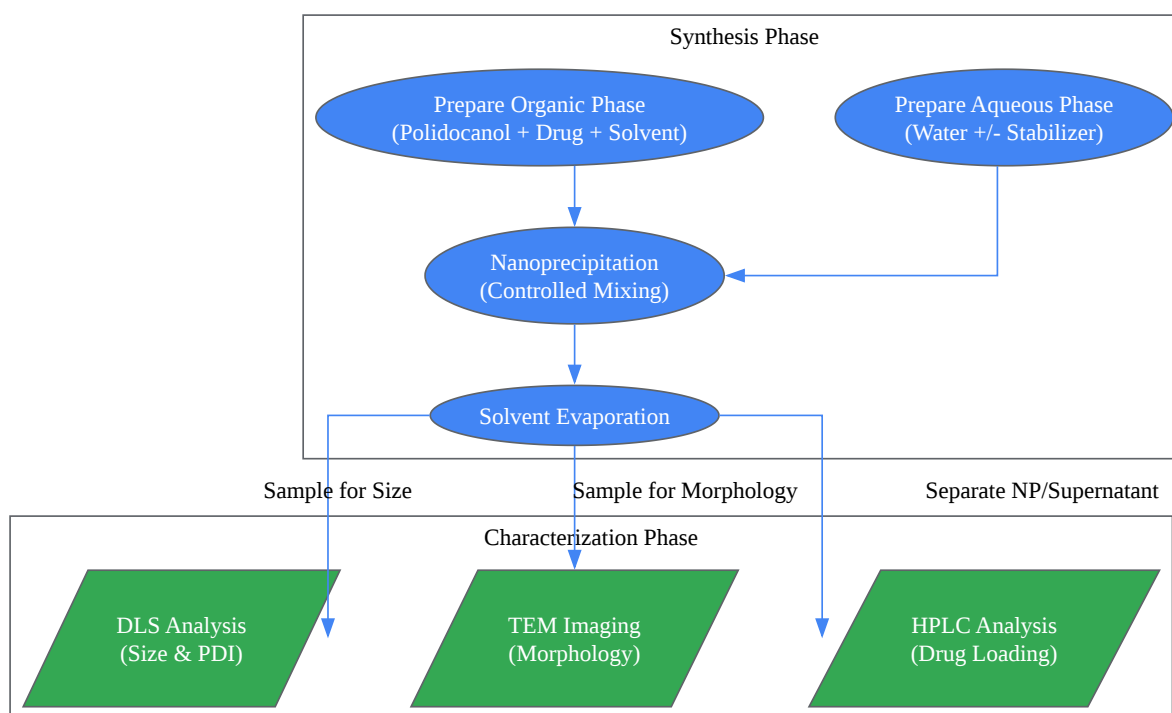 Synthesis Phase
Prepare Organic Phase
(Polidocanol + Drug + Solvent)
Prepare Aqueous Phase
(Water +/- Stabilizer)
Nanoprecipitation
(Controlled Mixing)
Solvent Evaporation
Sample for Size
Sample for Morphology
Separate NP/Supernatant
Characterization Phase
DLS Analysis
(Size & PDI)
TEM Imaging
(Morphology)
HPLC Analysis
(Drug Loading)